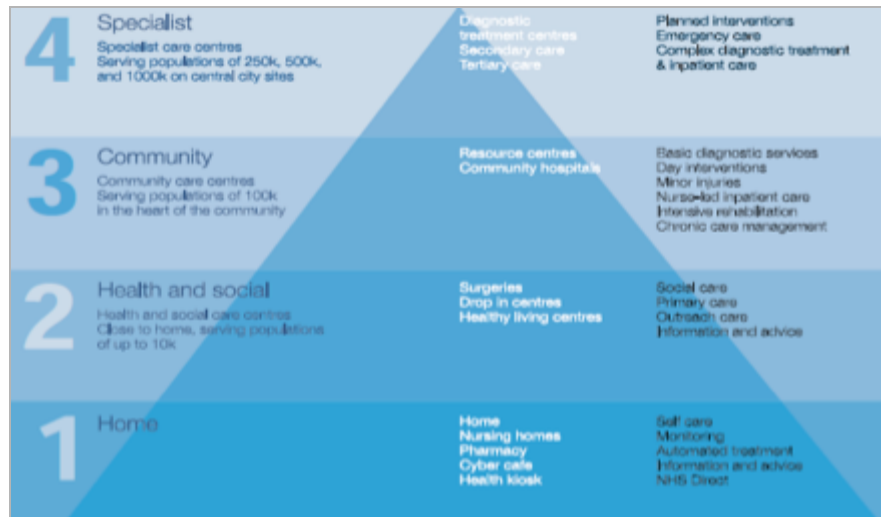 4
Specialist
Specialist care centres
Serving populations of 250k, 500k,
and 1000k on central city sites
Diagnostic
treatment centres
Secondary care
Tertiary care
Planned interventions
Emergency care
Complex diagnostic treatment
& inpatient care
3
Community
Community care centres
Serving populations of 100k
in the heart of the community
Resource centres
Community hospitals
Basic diagnostic services
Day interventions
Minor injuries
Nurse-led inpatient care
Intensive rehabilitation
Chronic care management
2
Health and social
Health and social care centres
Close to home, serving populations
of up to 10k
Surgeries
Drop in centres
Healthy living centres
Social care
Primary care
Outreach care
Information and advice
1
Home
Home
Nursing homes
Pharmacy
Cyber cafe
Health kiosk
Self care
Monitoring
Automated treatment
Information and advice
NHS Direct